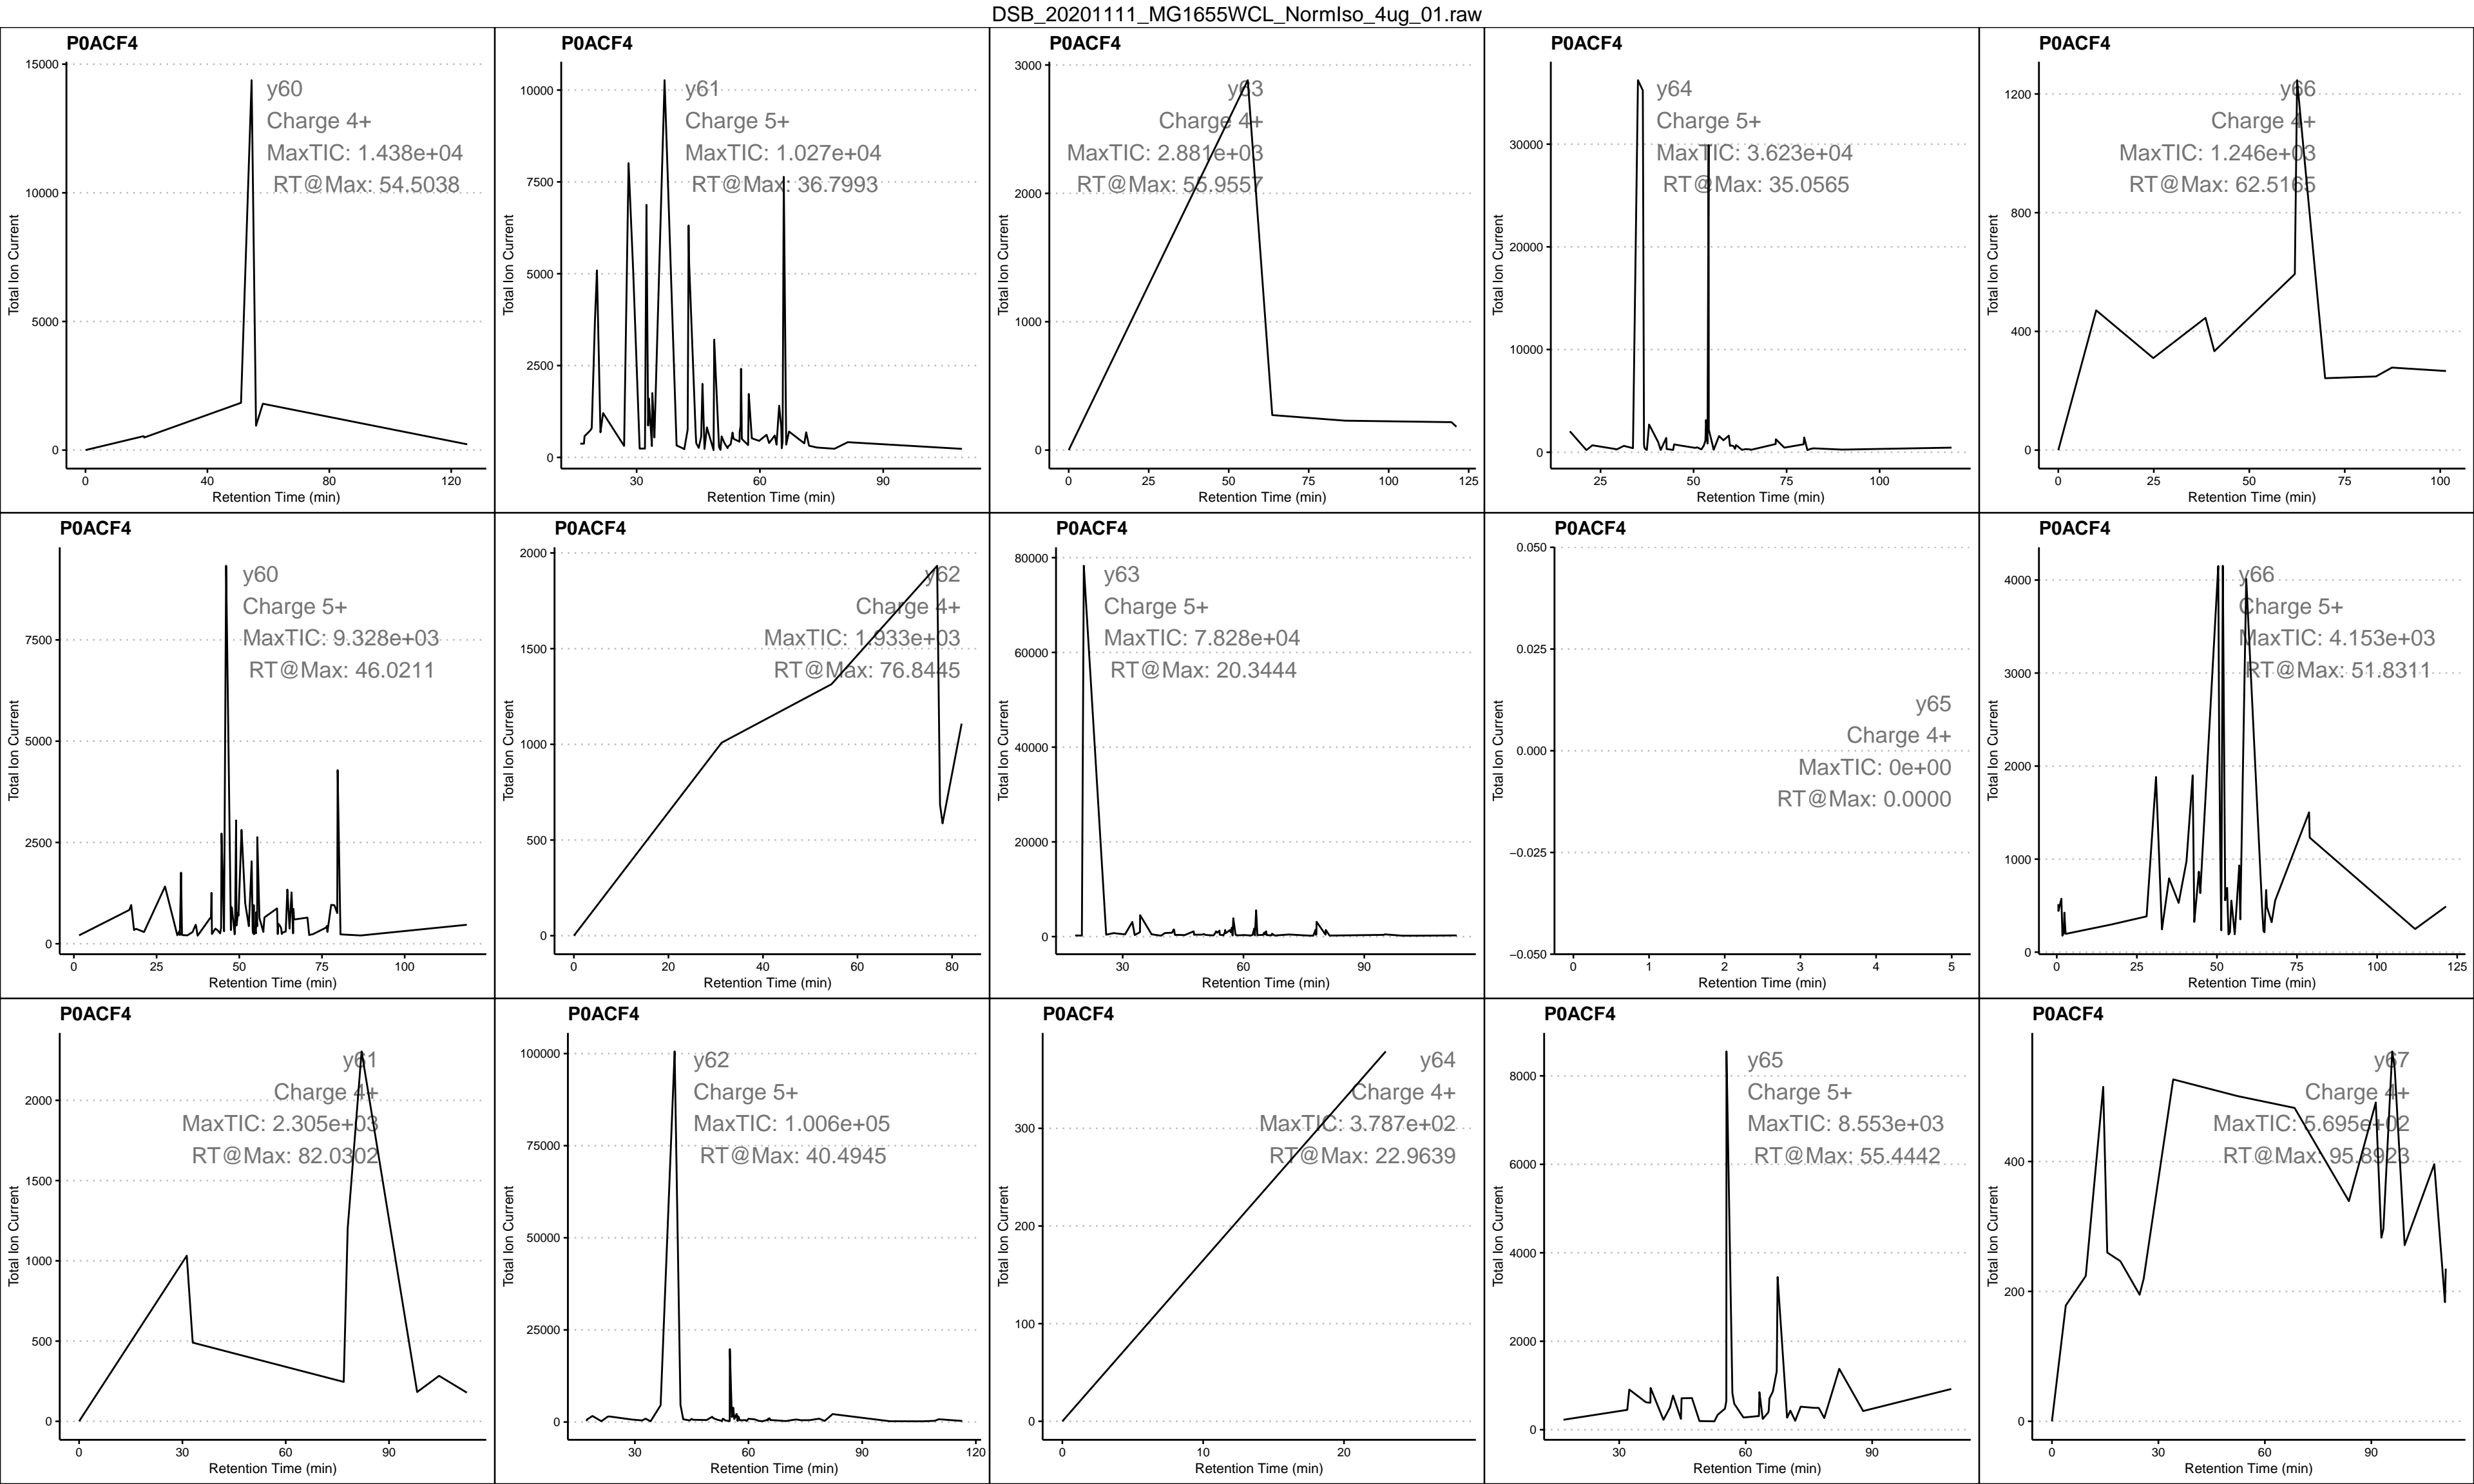 DSB_20201111_MG1655WCL_NormIso_4ug_01.raw
P0ACF4
y60
Charge 4+
MaxTIC: 1.438e+04
RT@Max: 54.5038
Total Ion Current
15000
10000
5000
0
0 40 80 120
Retention Time (min)
P0ACF4
y61
Charge 5+
MaxTIC: 1.027e+04
RT@Max: 36.7993
Total Ion Current
10000
7500
5000
2500
0
30 60 90
Retention Time (min)
P0ACF4
y63
Charge 4+
MaxTIC: 2.881e+03
RT@Max: 55.9557
Total Ion Current
3000
2000
1000
0
0 25 50 75 100 125
Retention Time (min)
P0ACF4
y64
Charge 5+
MaxTIC: 3.623e+04
RT@Max: 35.0565
Total Ion Current
30000
20000
10000
0
25 50 75 100
Retention Time (min)
P0ACF4
y66
Charge 4+
MaxTIC: 1.246e+03
RT@Max: 62.5165
Total Ion Current
1200
800
400
0
0 25 50 75 100
Retention Time (min)
P0ACF4
y60
Charge 5+
MaxTIC: 9.328e+03
RT@Max: 46.0211
Total Ion Current
7500
5000
2500
0
0 25 50 75 100
Retention Time (min)
P0ACF4
y62
Charge 4+
MaxTIC: 1.933e+03
RT@Max: 76.8445
Total Ion Current
2000
1500
1000
500
0
0 20 40 60 80
Retention Time (min)
P0ACF4
y63
Charge 5+
MaxTIC: 7.828e+04
RT@Max: 20.3444
Total Ion Current
80000
60000
40000
20000
0
30 60 90
Retention Time (min)
P0ACF4
y65
Charge 4+
MaxTIC: 0e+00
RT@Max: 0.0000
Total Ion Current
0.050
0.025
0.000
−0.025
−0.050
0 1 2 3 4 5
Retention Time (min)
P0ACF4
y66
Charge 5+
MaxTIC: 4.153e+03
RT@Max: 51.8311
Total Ion Current
4000
3000
2000
1000
0
0 25 50 75 100 125
Retention Time (min)
P0ACF4
y61
Charge 4+
MaxTIC: 2.305e+03
RT@Max: 82.0302
Total Ion Current
2000
1500
1000
500
0
0 30 60 90
Retention Time (min)
P0ACF4
y62
Charge 5+
MaxTIC: 1.006e+05
RT@Max: 40.4945
Total Ion Current
100000
75000
50000
25000
0
30 60 90 120
Retention Time (min)
P0ACF4
y64
Charge 4+
MaxTIC: 3.787e+02
RT@Max: 22.9639
Total Ion Current
300
200
100
0
0 10 20
Retention Time (min)
P0ACF4
y65
Charge 5+
MaxTIC: 8.553e+03
RT@Max: 55.4442
Total Ion Current
8000
6000
4000
2000
0
30 60 90
Retention Time (min)
P0ACF4
y67
Charge 4+
MaxTIC: 5.695e+02
RT@Max: 95.8923
Total Ion Current
400
200
0
0 30 60 90
Retention Time (min)